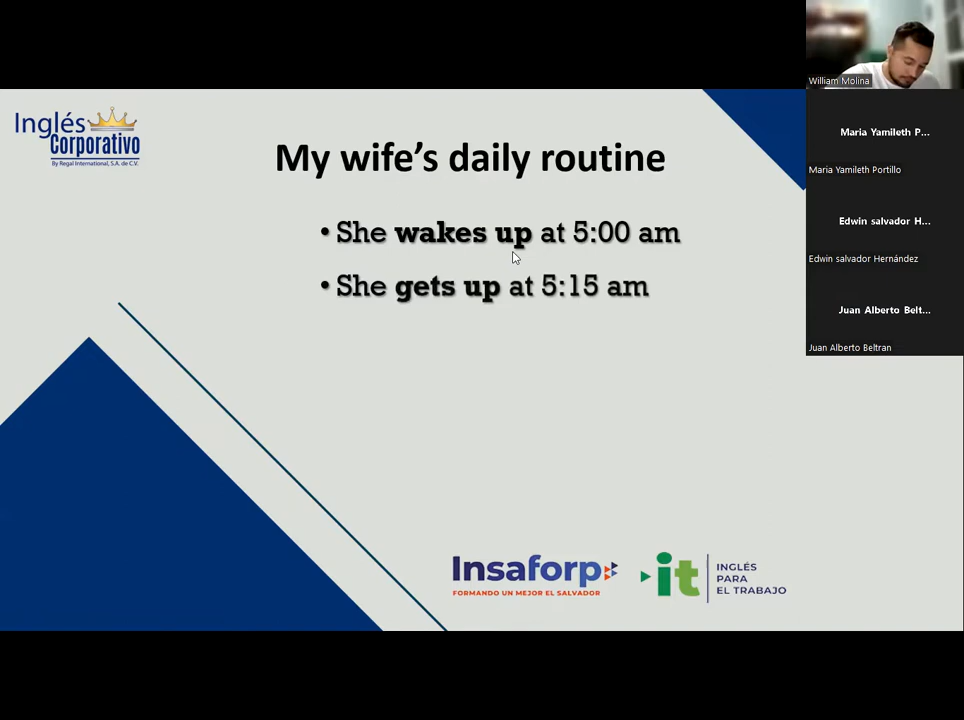 William Molina
Inglés
Corporativo
By Regal International, S.A. de C.V.
My wife's daily routine
• She wakes up at 5:00 am
• She gets up at 5:15 am
Maria Yamileth P...
Maria Yamileth Portillo
Edwin salvador H...
Edwin salvador Hernández
Juan Alberto Belt...
Juan Alberto Beltran
Insaforp
FORMANDO UN MEJOR EL SALVADOR
it
INGLÉS
PARA
EL TRABAJO